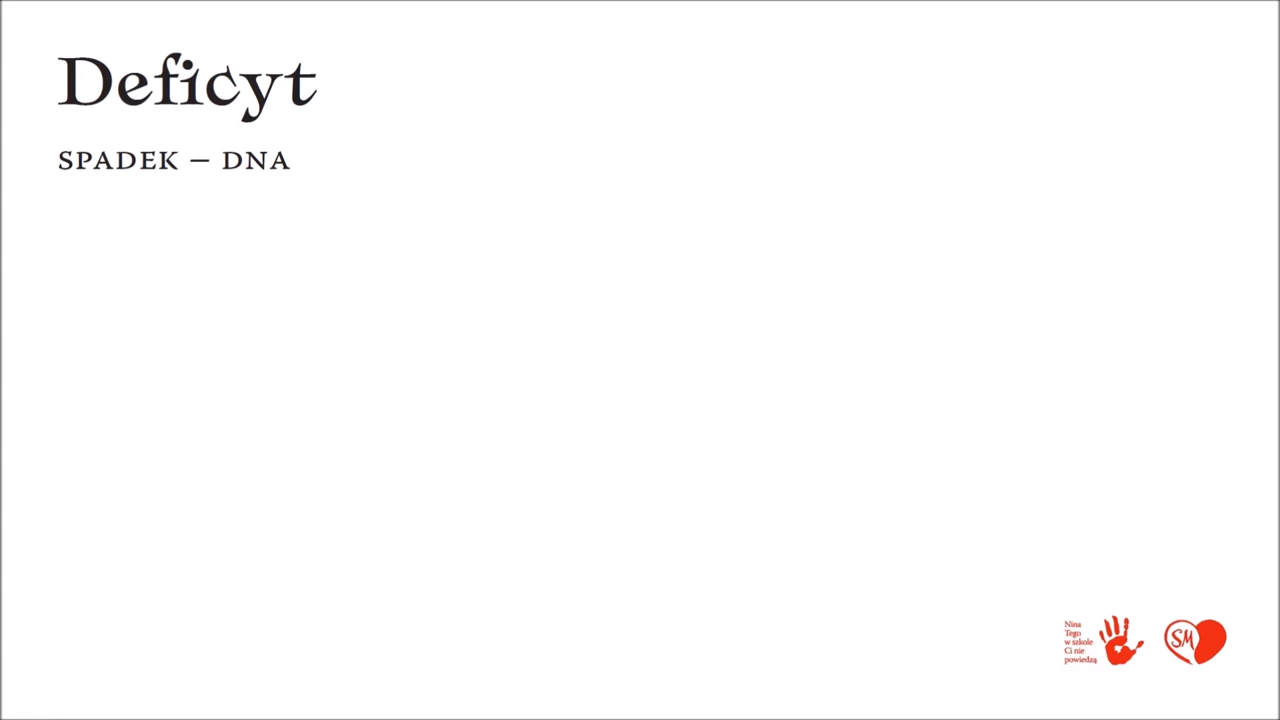 Deficyt
SPADEK – DNA
Nina
Tego
w szkole
Ci nie
powiedzą
SM